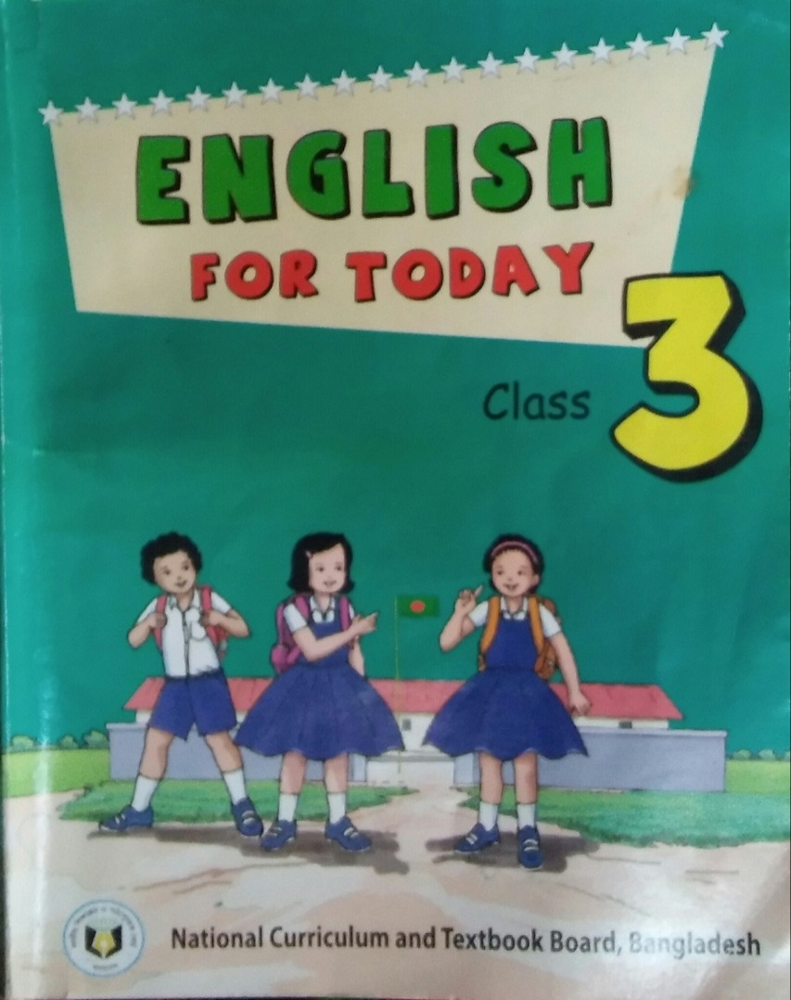 ENGLISH
FOR TODAY
Class 3
National Curriculum and Textbook Board, Bangladesh